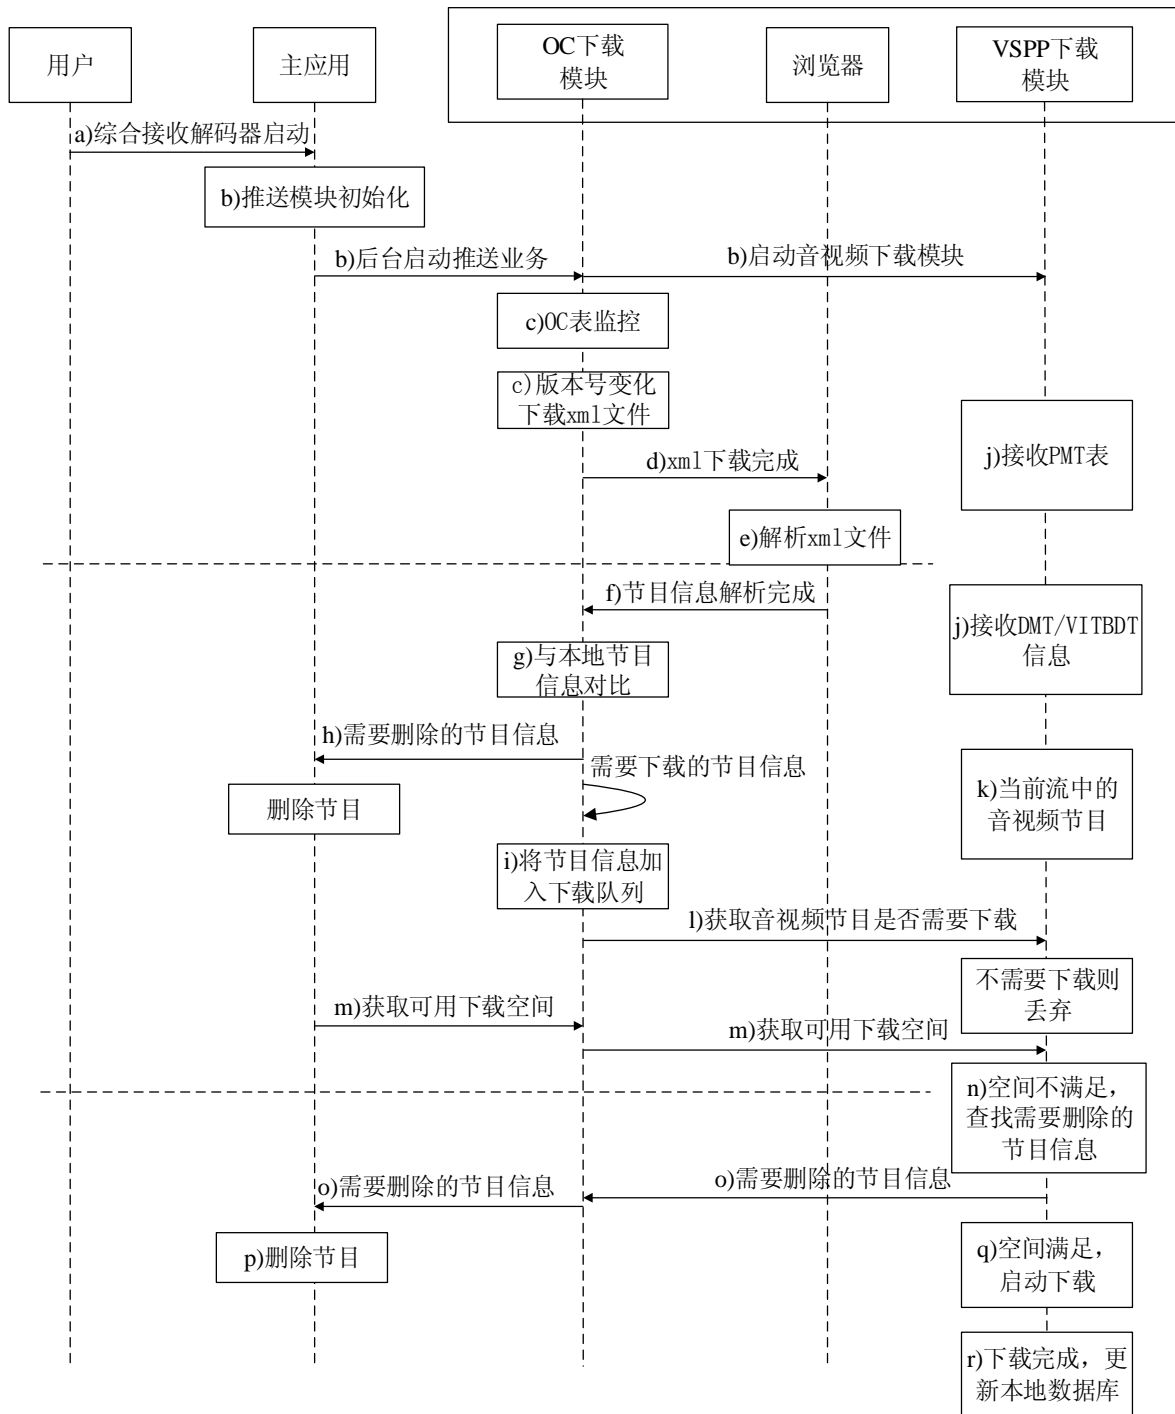 用户
主应用
OC下载
模块
浏览器
VSPP下载
模块
a)综合接收解码器启动
b)推送模块初始化
b)后台启动推送业务
b)启动音视频下载模块
c)OC表监控
c)版本号变化
下载xml文件
d)xml下载完成
j)接收PMT表
e)解析xml文件
f)节目信息解析完成
j)接收DMT/VITBDT
信息
g)与本地节目
信息对比
h)需要删除的节目信息
需要下载的节目信息
删除节目
k)当前流中的
音视频节目
i)将节目信息加
入下载队列
l)获取音视频节目是否需要下载
不需要下载则
丢弃
m)获取可用下载空间
m)获取可用下载空间
n)空间不满足，
查找需要删除的
节目信息
o)需要删除的节目信息
o)需要删除的节目信息
p)删除节目
q)空间满足，
启动下载
r)下载完成，更
新本地数据库